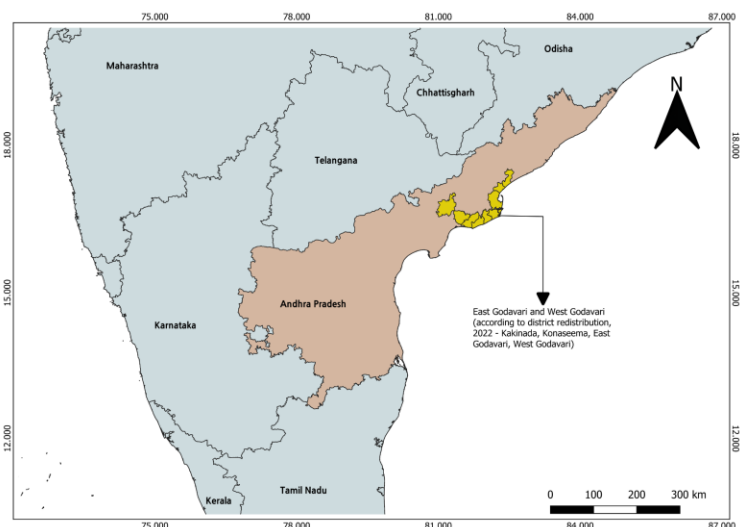 75.000 78.000 81.000 84.000 87.000
Odisha
Maharashtra
Chhattisgharh
N
18.000 18.000
Telangana
15.000 15.000
Andhra Pradesh
East Godavari and West Godavari
(according to district redistribution,
2022 - Kakinada, Konaseema, East
Godavari, West Godavari)
Karnataka
12.000 12.000
Tamil Nadu
Kerala
0 100 200 300 km
75.000 78.000 81.000 84.000 87.000